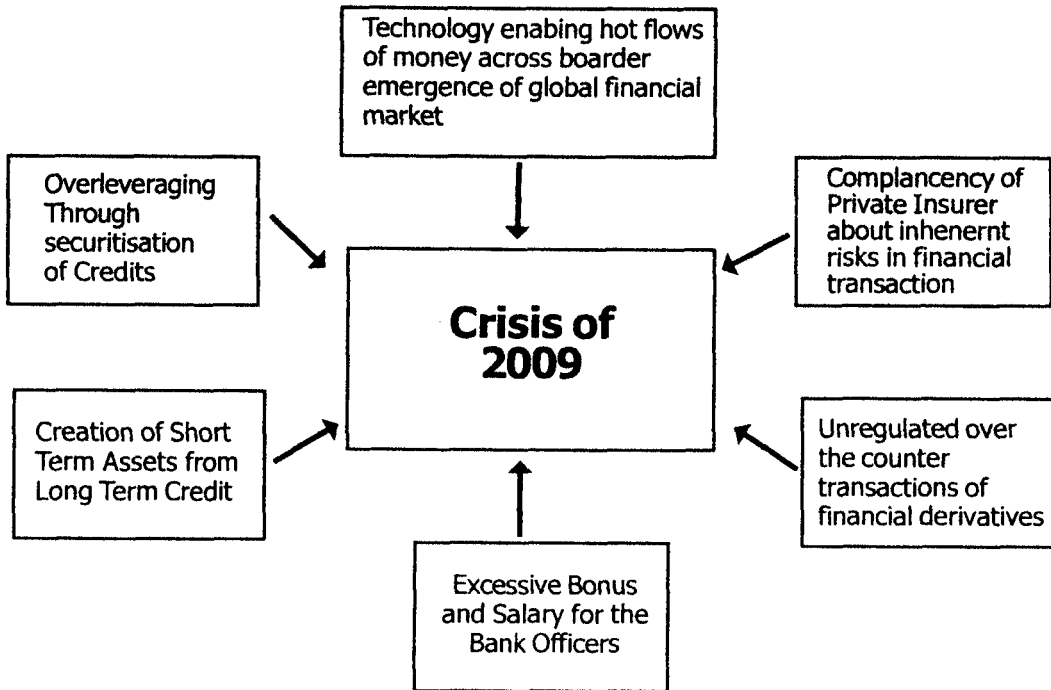 Technology enabing hot flows
of money across boarder
emergence of global financial
market
Overleveraging
Through
securitisation
of Credits
Complancency of
Private Insurer
about inhenernt
risks in financial
transaction
Crisis of
2009
Creation of Short
Term Assets from
Long Term Credit
Unregulated over
the counter
transactions of
financial derivatives
Excessive Bonus
and Salary for the
Bank Officers